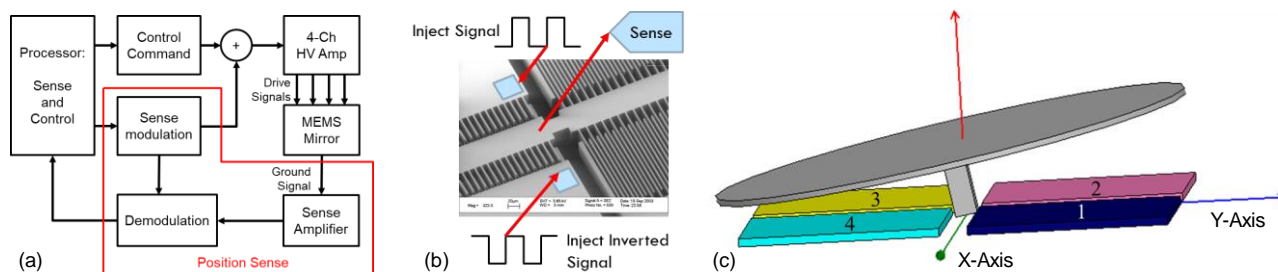 Processor:
Sense
and
Control
Control
Command
+
4-Ch
HV Amp
Drive
Signals
MEMS
Mirror
Sense
modulation
Ground
Signal
Demodulation
Sense
Amplifier
Position Sense
(a)
(b)
Inject Signal
Sense
Inject Inverted
Signal
(c)
1
2
3
4
Y-Axis
X-Axis